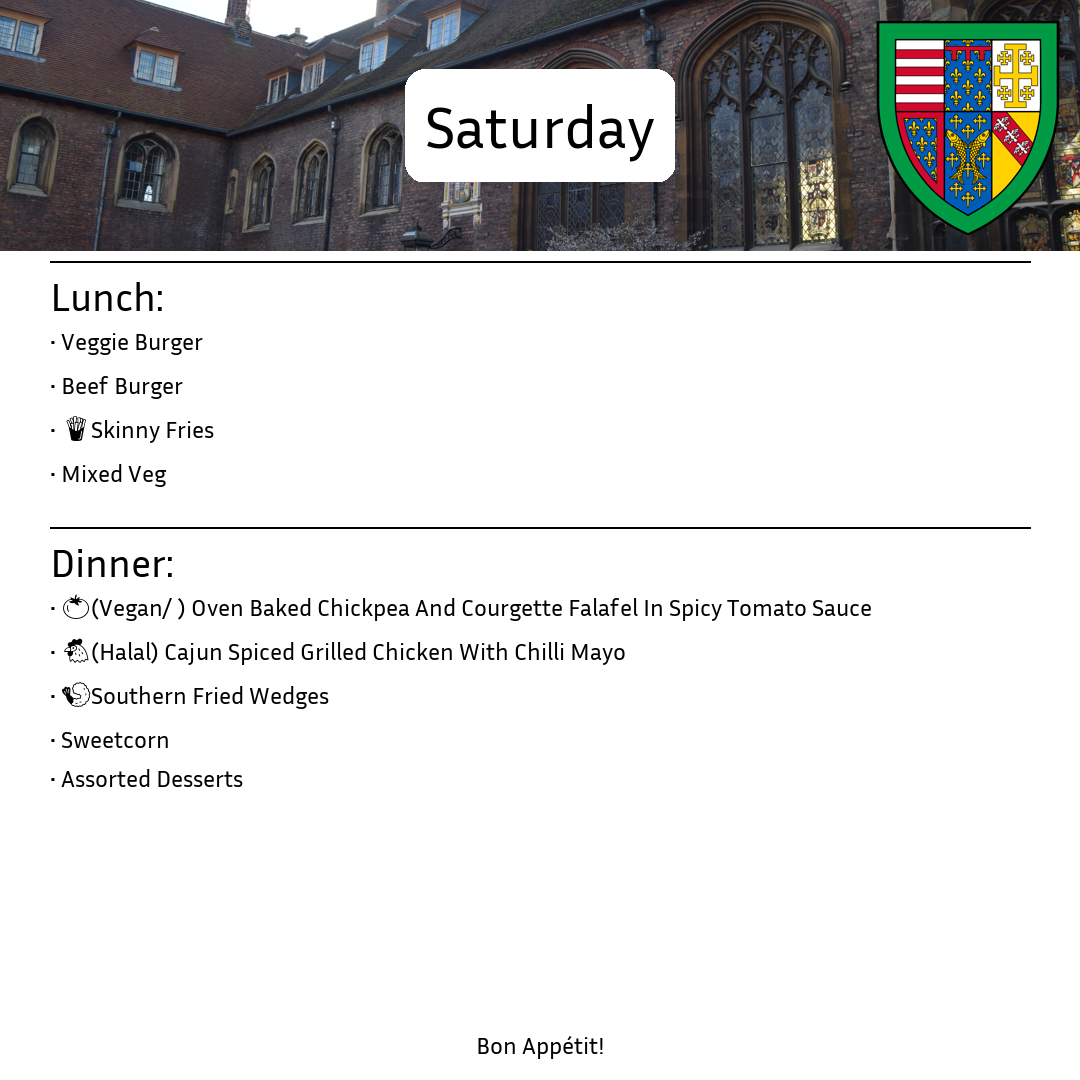 Saturday
Lunch:
· Veggie Burger
· Beef Burger
· 🍟Skinny Fries
· Mixed Veg
Dinner:
· 🍅(Vegan/ ) Oven Baked Chickpea And Courgette Falafel In Spicy Tomato Sauce
· 🐔(Halal) Cajun Spiced Grilled Chicken With Chilli Mayo
· 🍤Southern Fried Wedges
· Sweetcorn
· Assorted Desserts
Bon Appétit!